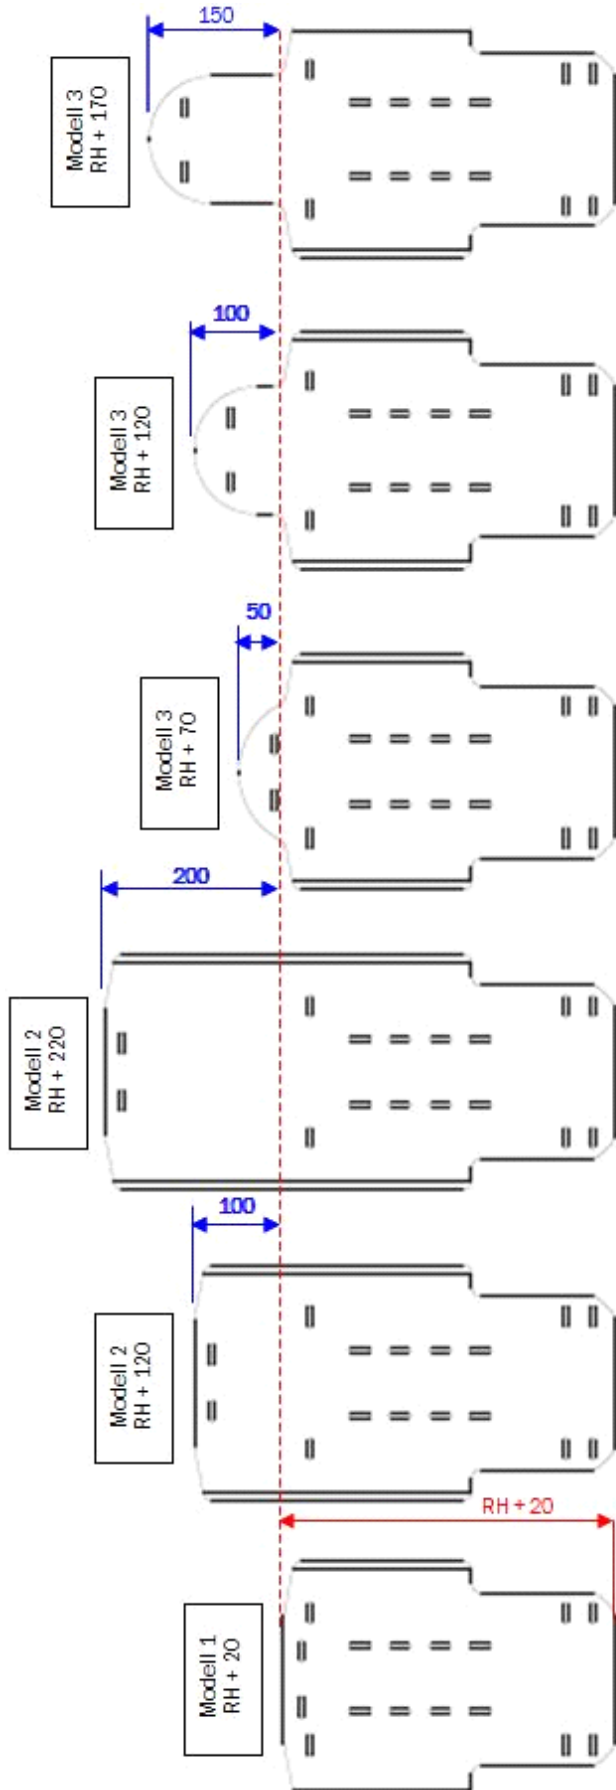 150
Modell 3
RH + 170
100
Modell 3
RH + 120
50
Modell 3
RH + 70
200
Modell 2
RH + 220
100
Modell 2
RH + 120
RH + 20
Modell 1
RH + 20